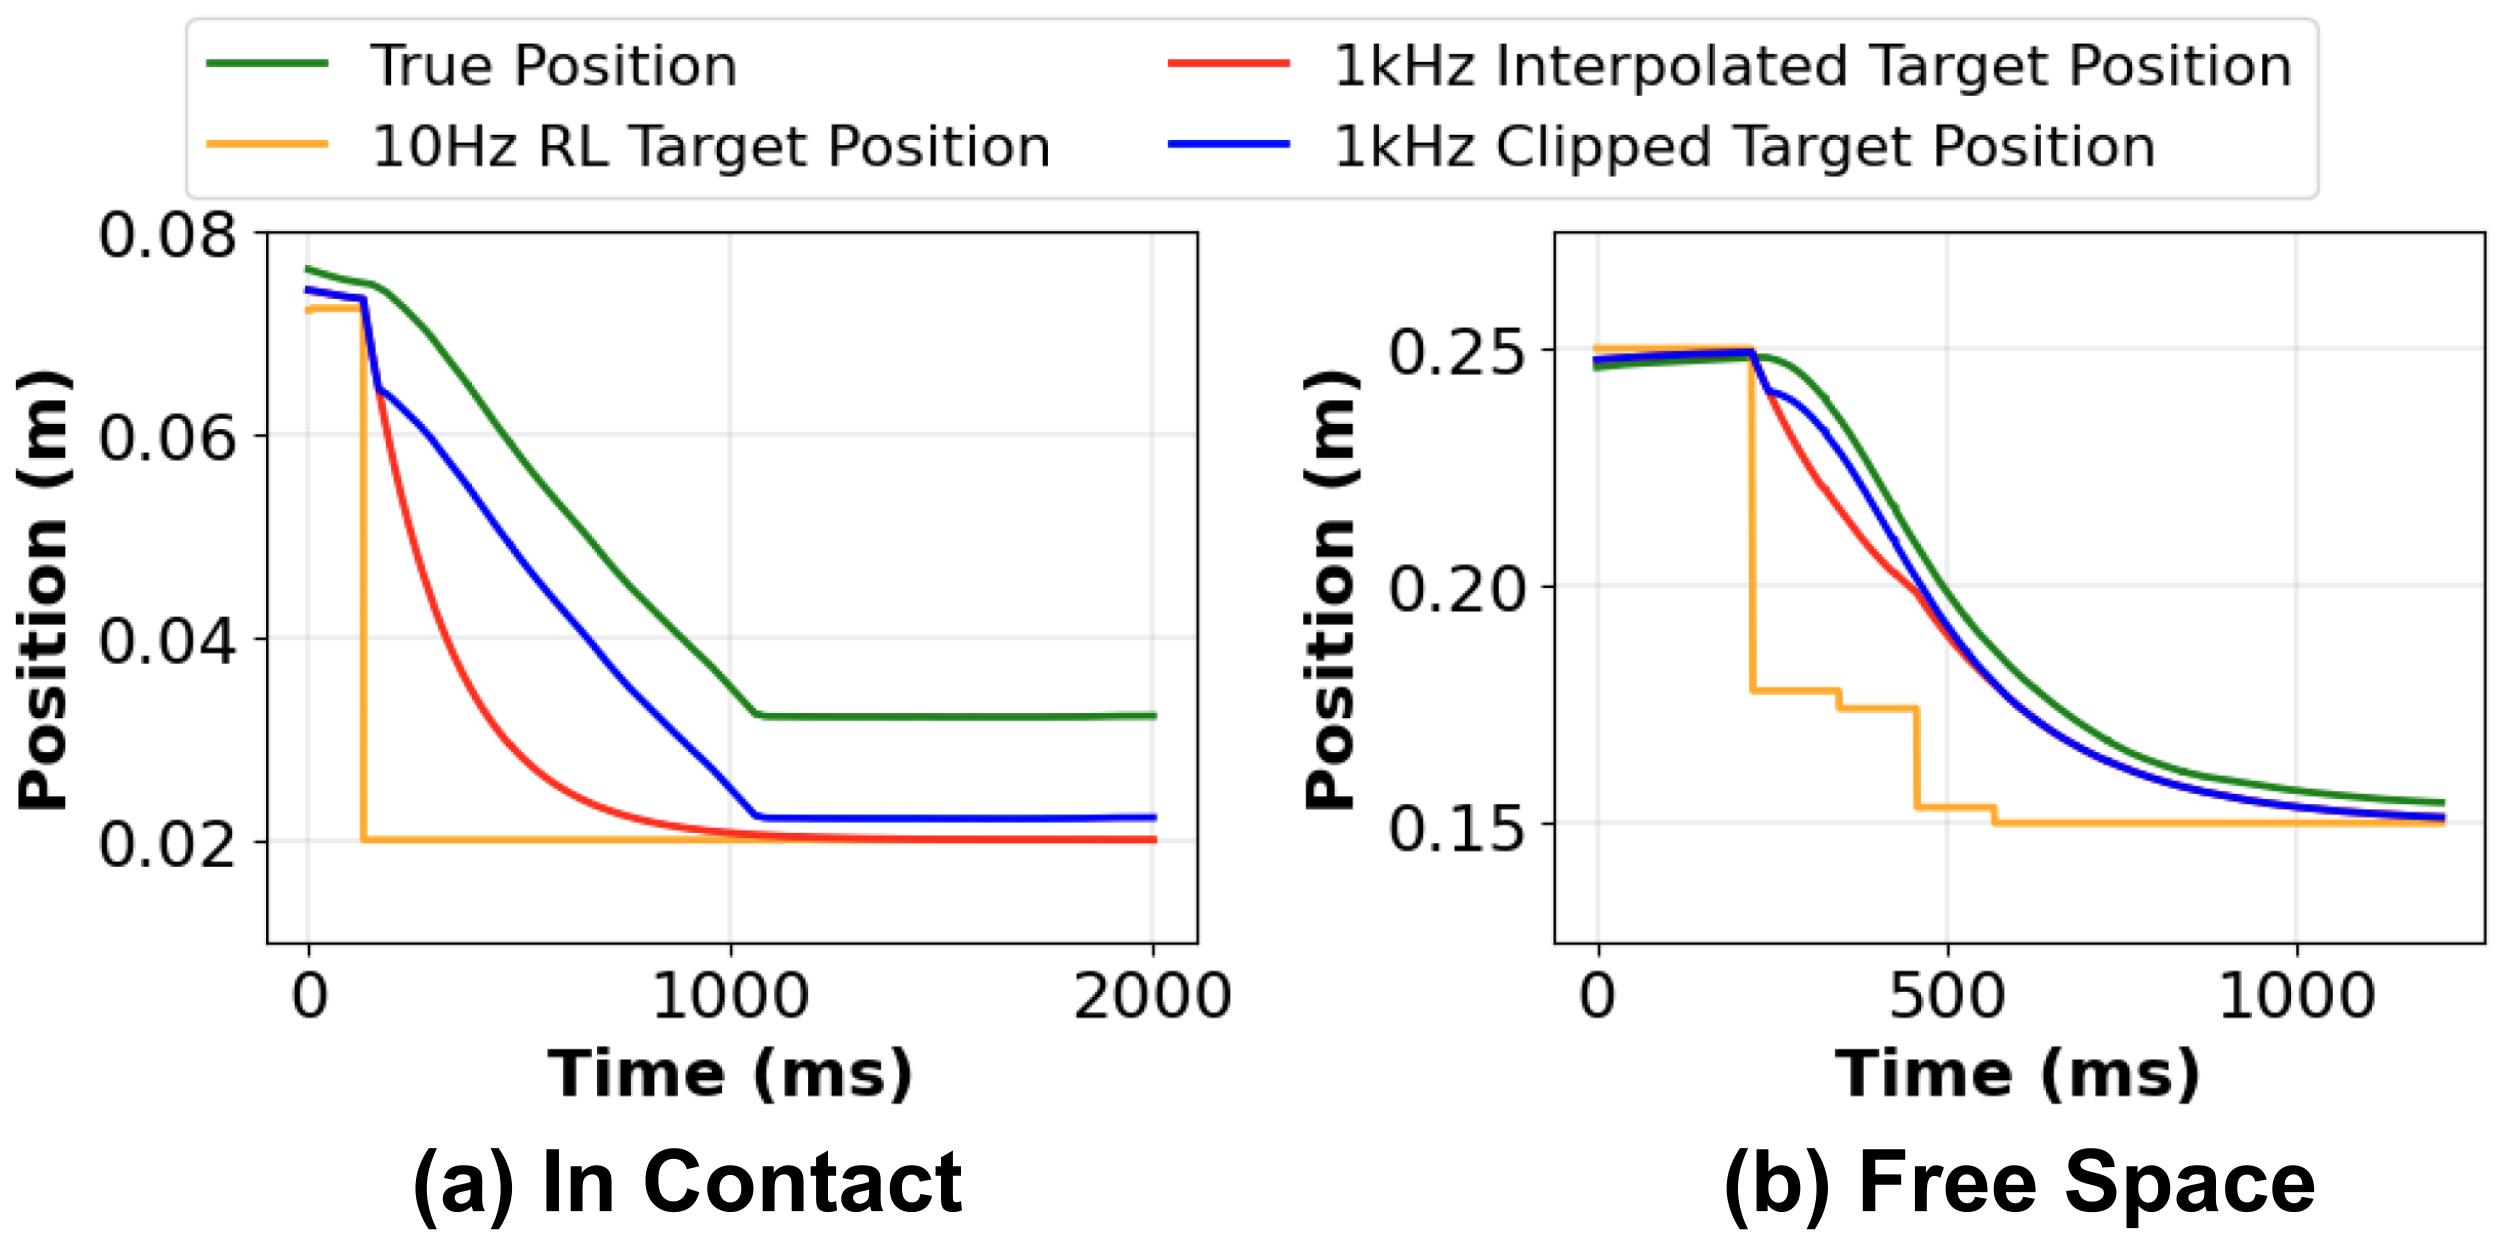 True Position
1kHz Interpolated Target Position
10Hz RL Target Position
1kHz Clipped Target Position
0.08
0.06
0.04
0.02
Position (m)
0
1000
2000
Time (ms)
(a) In Contact
0.25
0.20
0.15
Position (m)
0
500
1000
Time (ms)
(b) Free Space